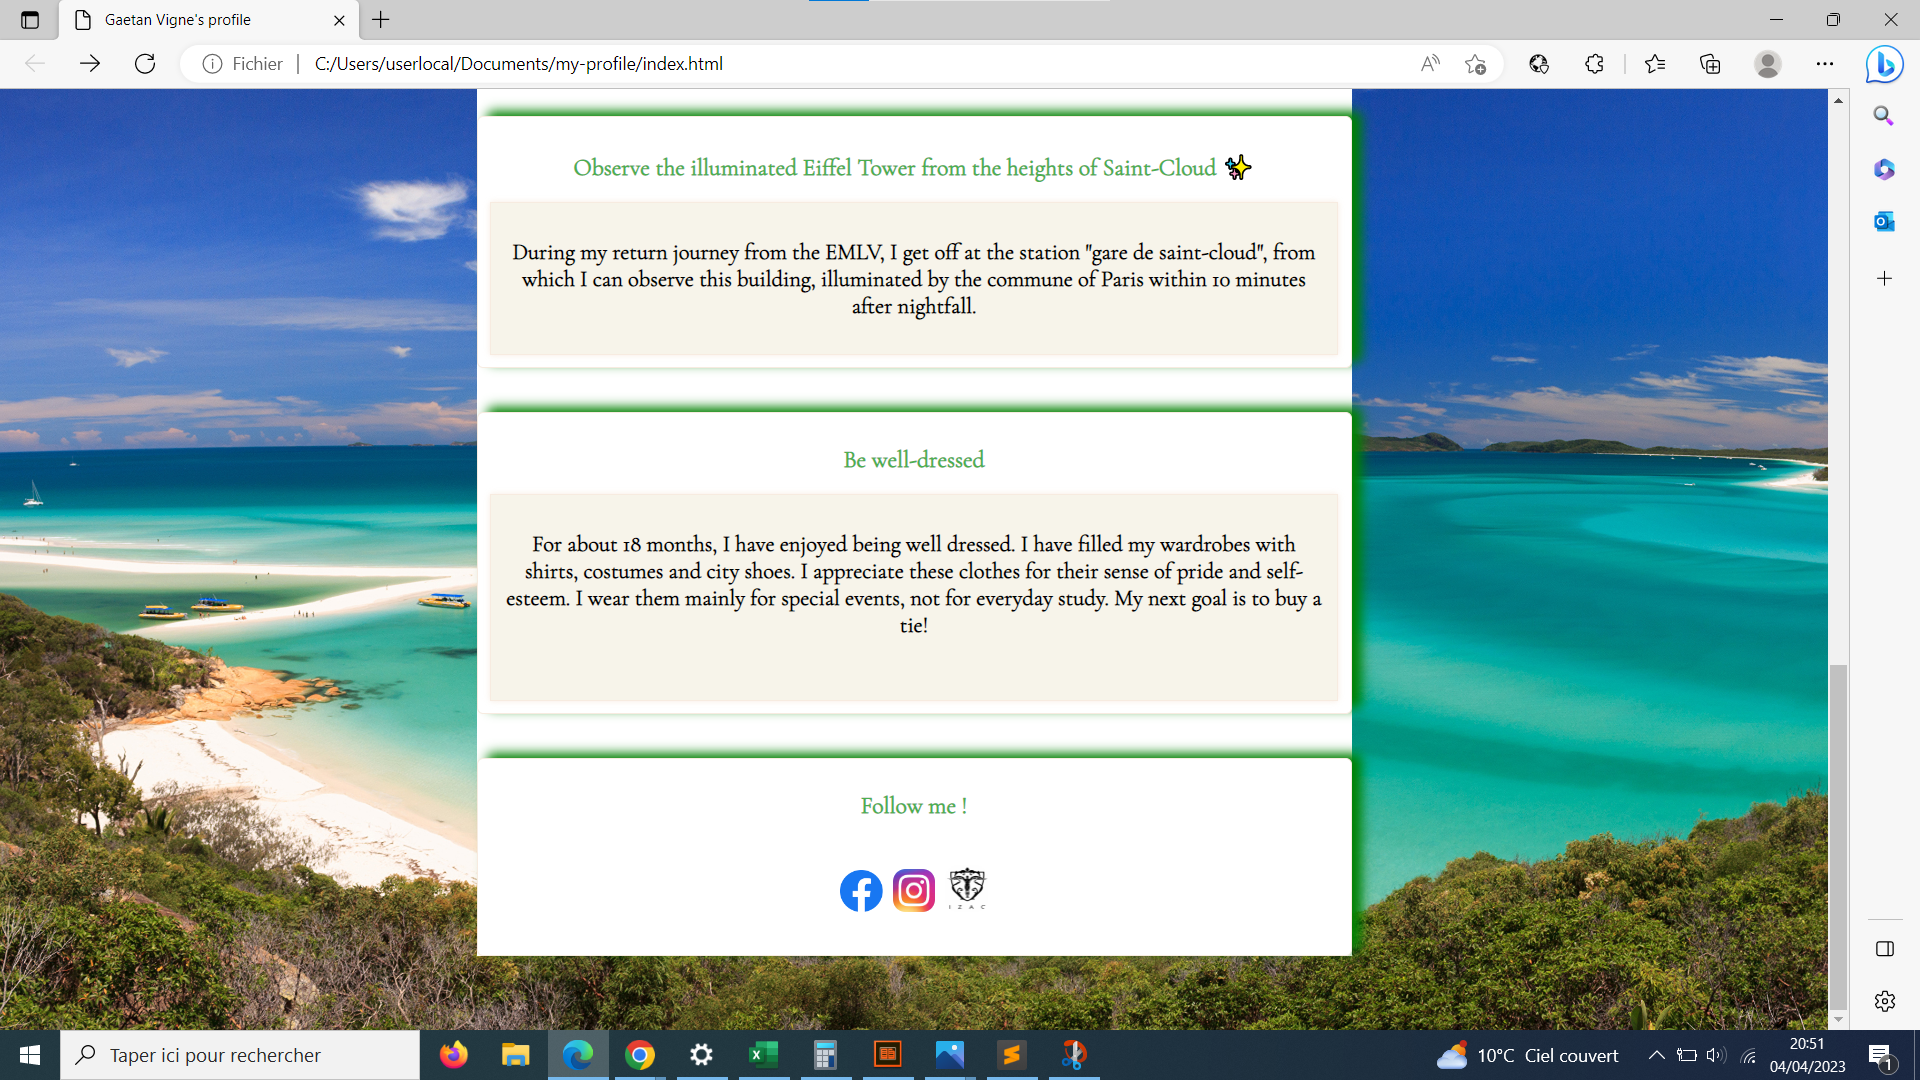 Gaetan Vigne's profile
Fichier
C:/Users/userlocal/Documents/my-profile/index.html
Observe the illuminated Eiffel Tower from the heights of Saint-Cloud ✨
During my return journey from the EMLV, I get off at the station "gare de saint-cloud", from
which I can observe this building, illuminated by the commune of Paris within 10 minutes
after nightfall.
Be well-dressed
For about 18 months, I have enjoyed being well dressed. I have filled my wardrobes with
shirts, costumes and city shoes. I appreciate these clothes for their sense of pride and self-
esteem. I wear them mainly for special events, not for everyday study. My next goal is to buy a
tie!
Follow me !
IZAC
Taper ici pour rechercher
10°C Ciel couvert
20:51
04/04/2023
1